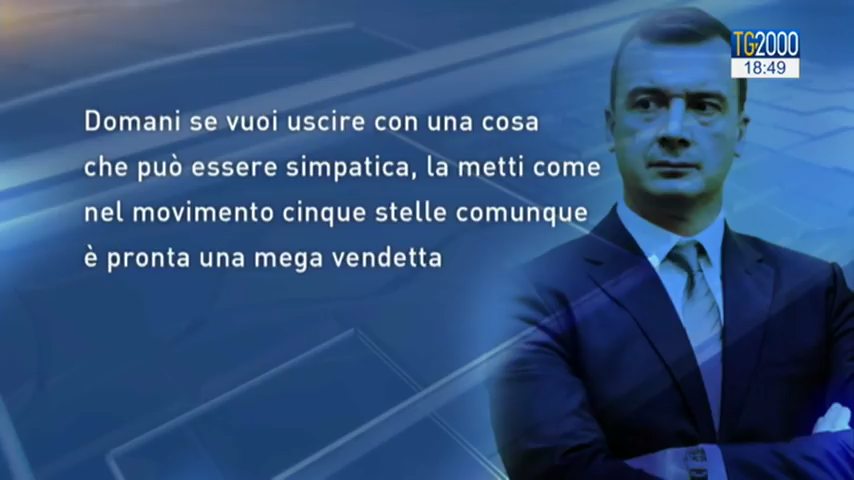 TG2000
18:49
Domani se vuoi uscire con una cosa
che può essere simpatica, la metti come
nel movimento cinque stelle comunque
è pronta una mega vendetta